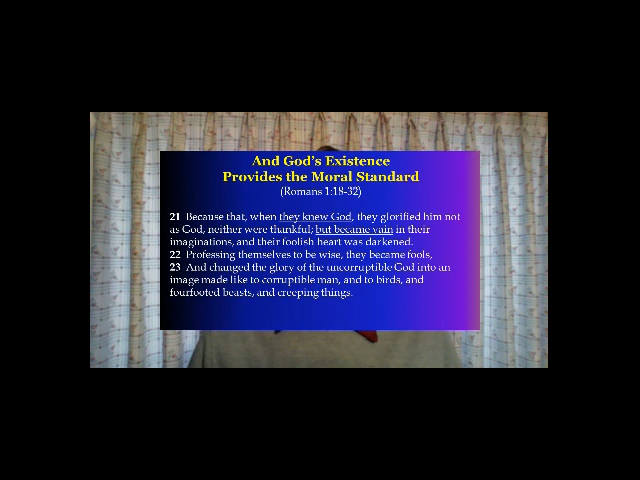 And God's Existence
Provides the Moral Standard
(Romans 1:18-32)
21 Because that, when they knew God, they glorified him not
as God, neither were thankful; but became vain in their
imaginations, and their foolish heart was darkened.
22 Professing themselves to be wise, they became fools,
23 And changed the glory of the uncorruptible God into an
image made like to corruptible man, and to birds, and
fourfooted beasts, and creeping things.